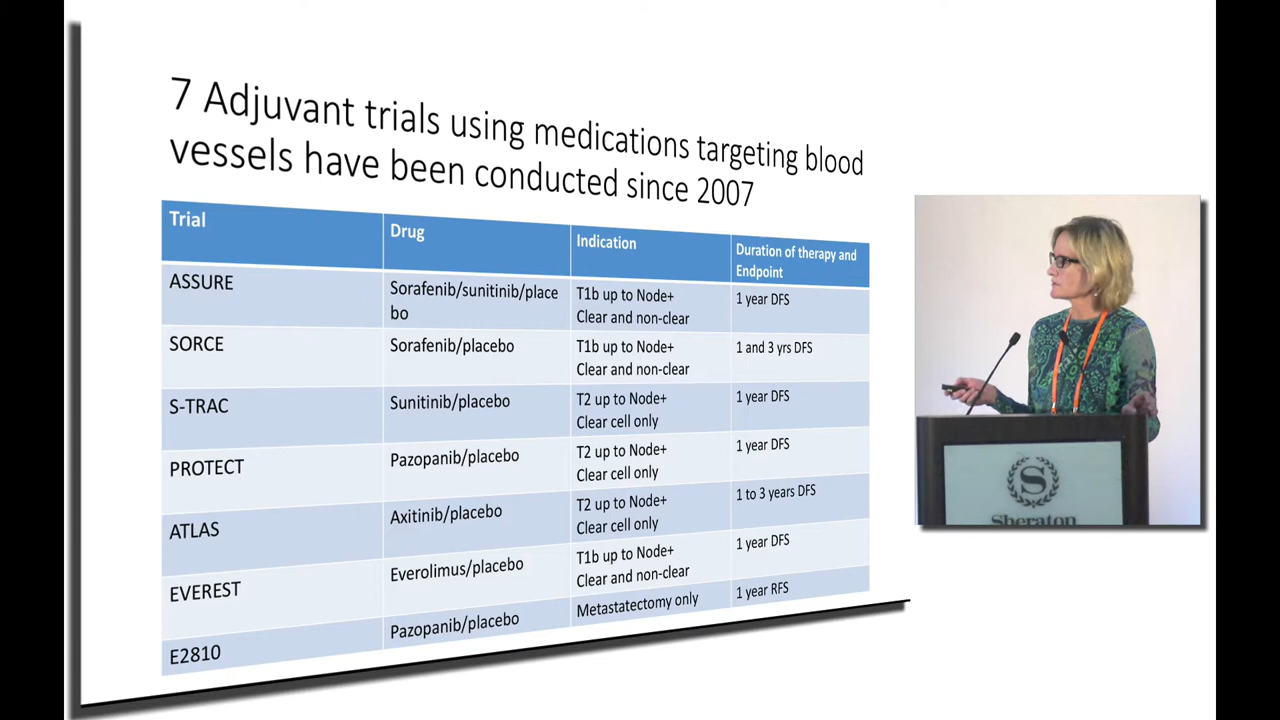 7 Adjuvant trials using medications targeting blood
vessels have been conducted since 2007
Trial
Drug
Indication
Duration of therapy and
Endpoint
ASSURE
Sorafenib/sunitinib/place
bo
T1b up to Node+
Clear and non-clear
1 year DFS
SORCE
Sorafenib/placebo
T1b up to Node+
Clear and non-clear
1 and 3 yrs DFS
S-TRAC
Sunitinib/placebo
T2 up to Node+
Clear cell only
1 year DFS
PROTECT
Pazopanib/placebo
T2 up to Node+
Clear cell only
1 year DFS
ATLAS
Axitinib/placebo
T2 up to Node+
Clear cell only
1 to 3 years DFS
EVEREST
Everolimus/placebo
T1b up to Node+
Clear and non-clear
1 year DFS
E2810
Pazopanib/placebo
Metastatectomy only
1 year RFS
S
Sheraton